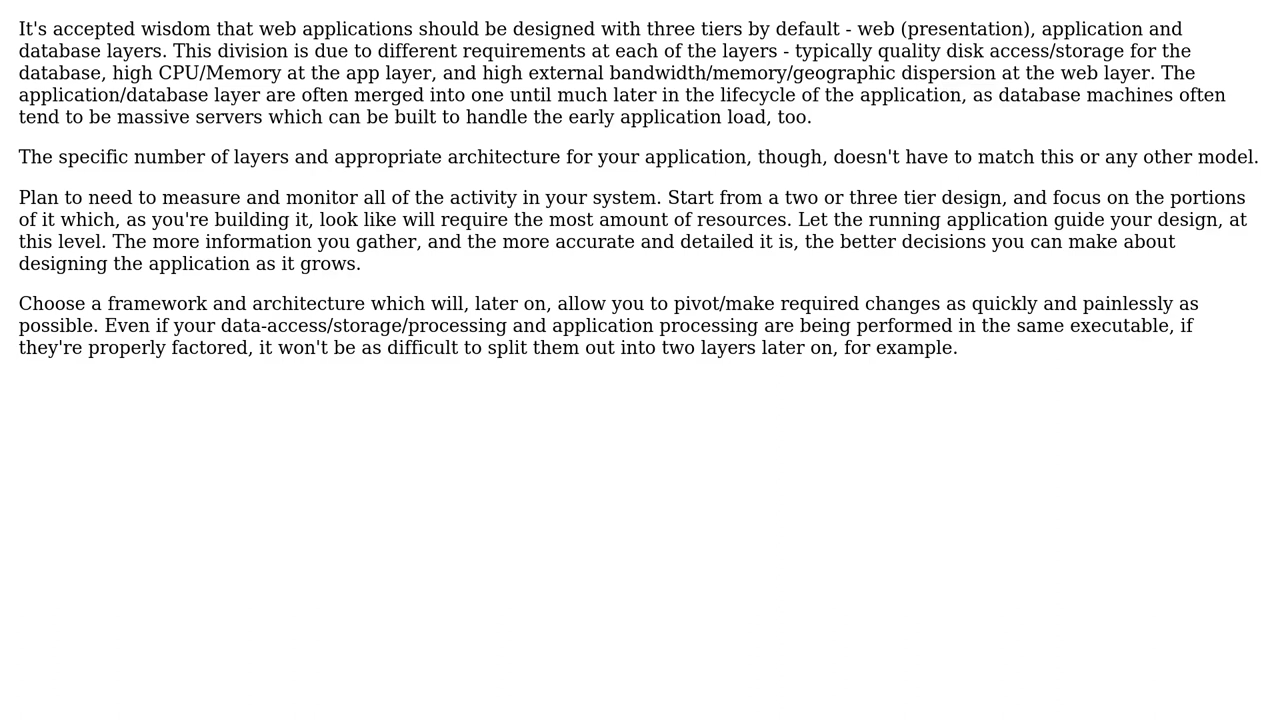 It's accepted wisdom that web applications should be designed with three tiers by default - web (presentation), application and
database layers. This division is due to different requirements at each of the layers - typically quality disk access/storage for the
database, high CPU/Memory at the app layer, and high external bandwidth/memory/geographic dispersion at the web layer. The
application/database layer are often merged into one until much later in the lifecycle of the application, as database machines often
tend to be massive servers which can be built to handle the early application load, too.
The specific number of layers and appropriate architecture for your application, though, doesn't have to match this or any other model.
Plan to need to measure and monitor all of the activity in your system. Start from a two or three tier design, and focus on the portions
of it which, as you're building it, look like will require the most amount of resources. Let the running application guide your design, at
this level. The more information you gather, and the more accurate and detailed it is, the better decisions you can make about
designing the application as it grows.
Choose a framework and architecture which will, later on, allow you to pivot/make required changes as quickly and painlessly as
possible. Even if your data-access/storage/processing and application processing are being performed in the same executable, if
they're properly factored, it won't be as difficult to split them out into two layers later on, for example.